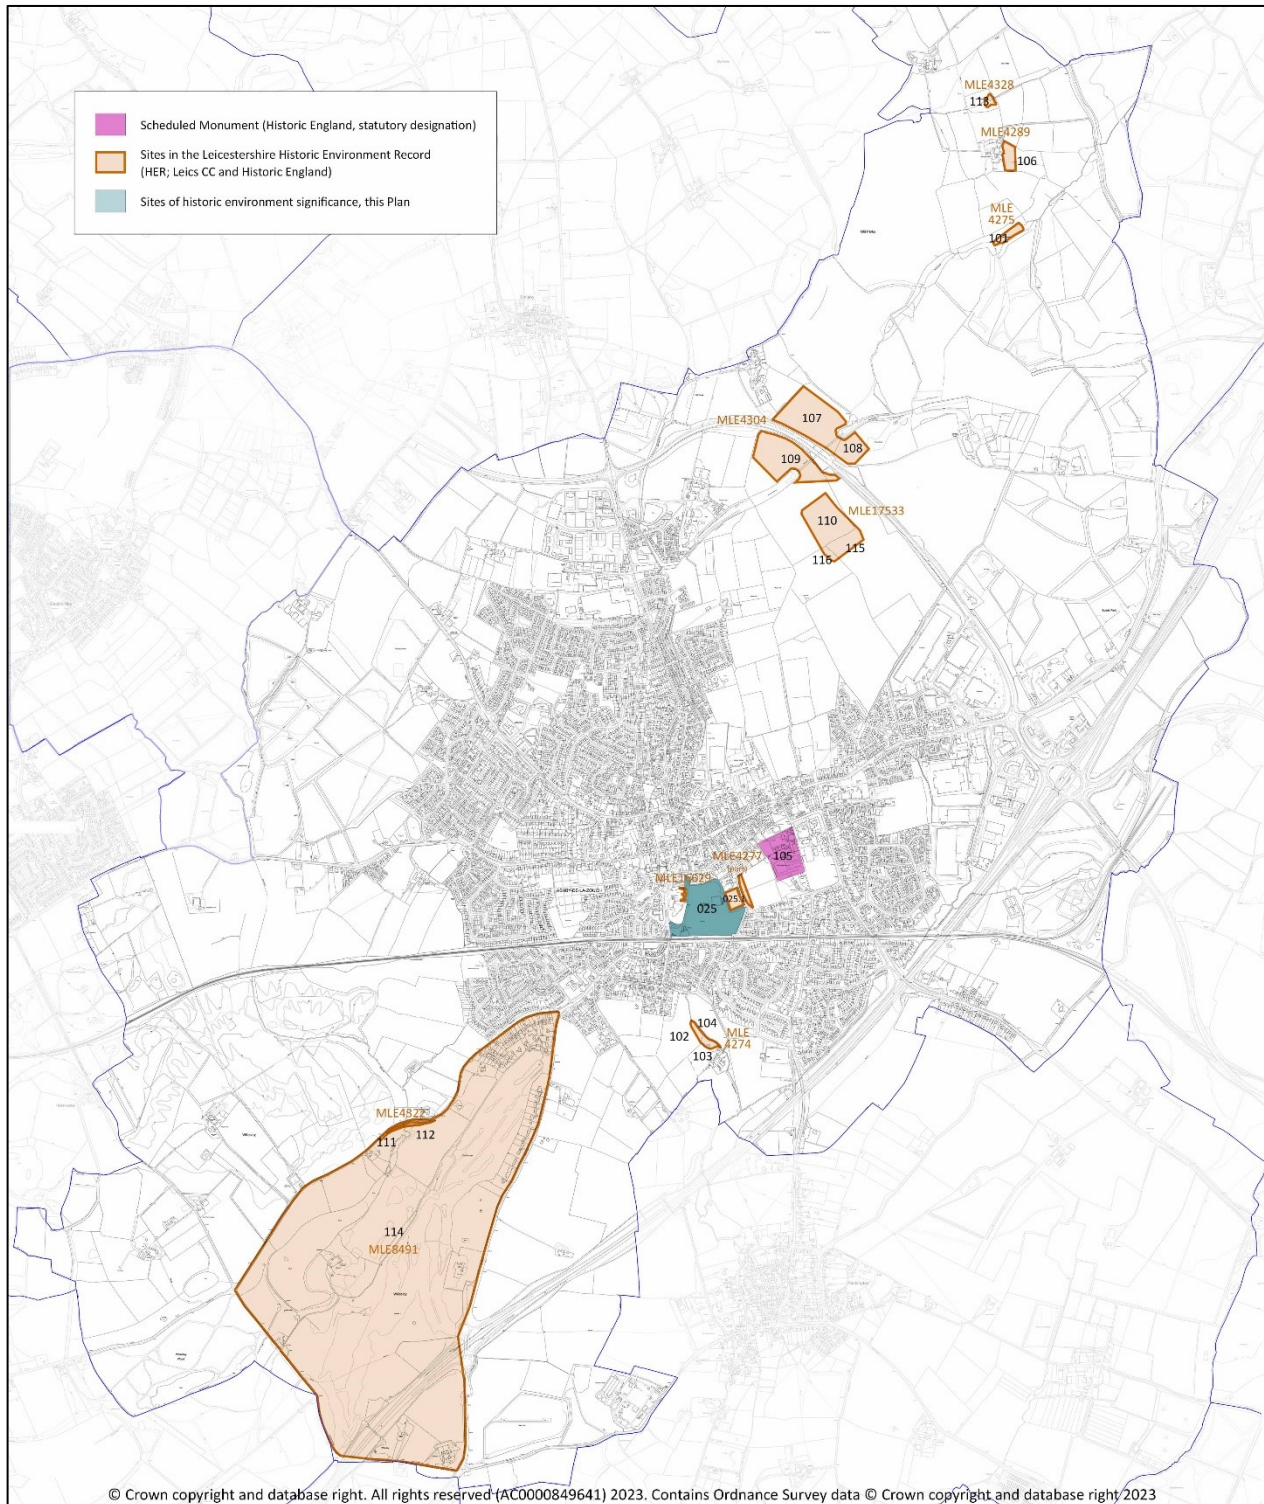 Scheduled Monument (Historic England, statutory designation)
Sites in the Leicestershire Historic Environment Record
(HER; Leics CC and Historic England)
Sites of historic environment significance, this Plan
MLE4328
113
MLE4289
106
MLE
4275
101
107
MLE4304
108
109
110
MLE17533
115
116
105
MLE4277
025
025.1
104
102
MLE
4274
103
MLE4322
111
112
114
MLE8491
© Crown copyright and database right. All rights reserved (AC0000849641) 2023. Contains Ordnance Survey data © Crown copyright and database right 2023